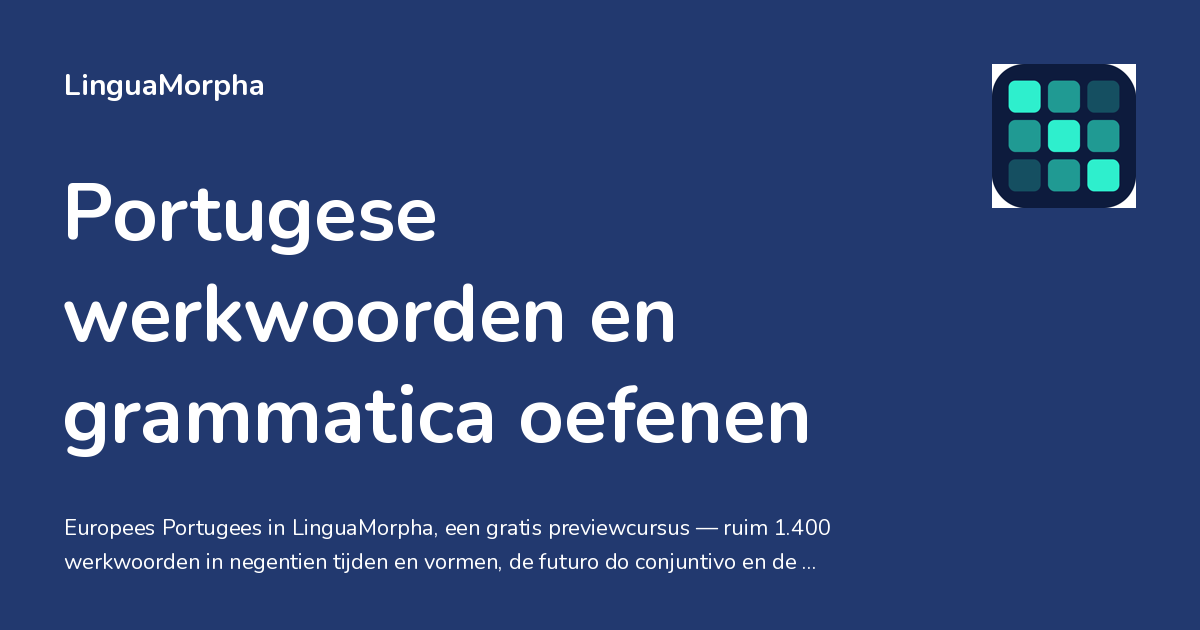 LinguaMorpha
Portugese
werkwoorden en
grammatica oefenen
Europees Portugees in LinguaMorpha, een gratis previewcursus — ruim 1.400
werkwoorden in negentien tijden en vormen, de futuro do conjuntivo en de ...